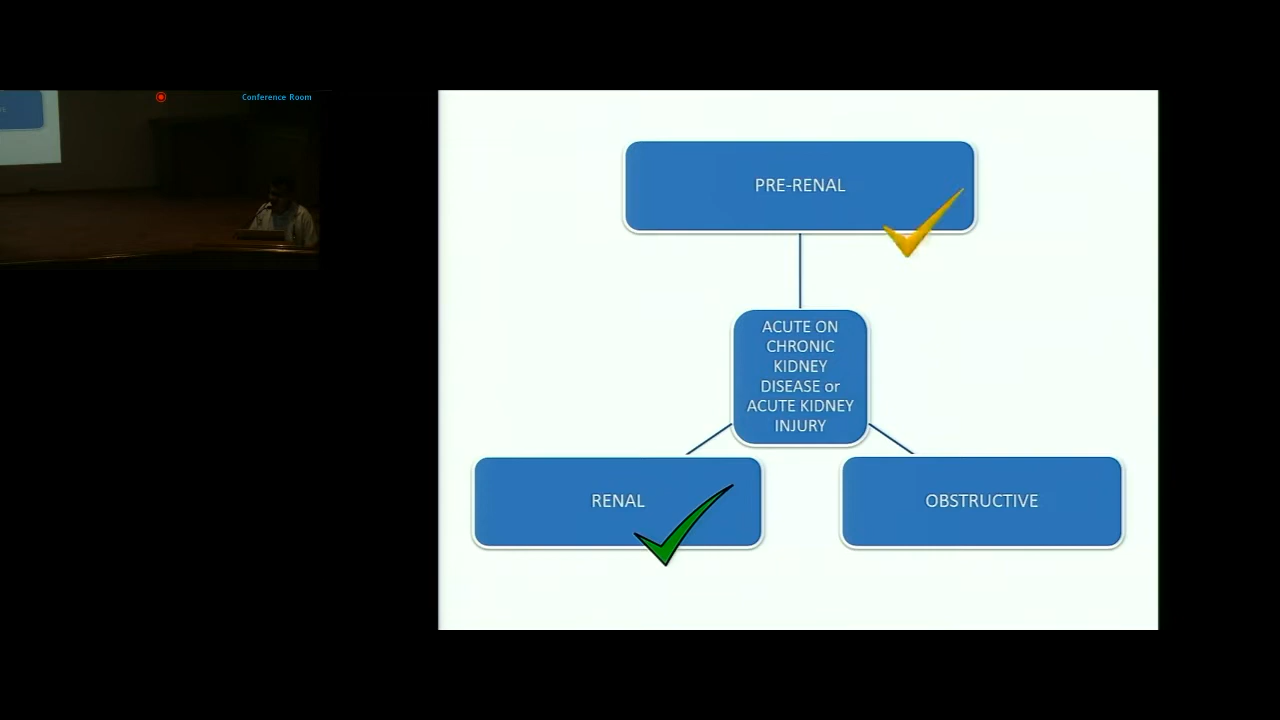 Conference Room
PRE-RENAL
ACUTE ON
CHRONIC
KIDNEY
DISEASE or
ACUTE KIDNEY
INJURY
RENAL
OBSTRUCTIVE